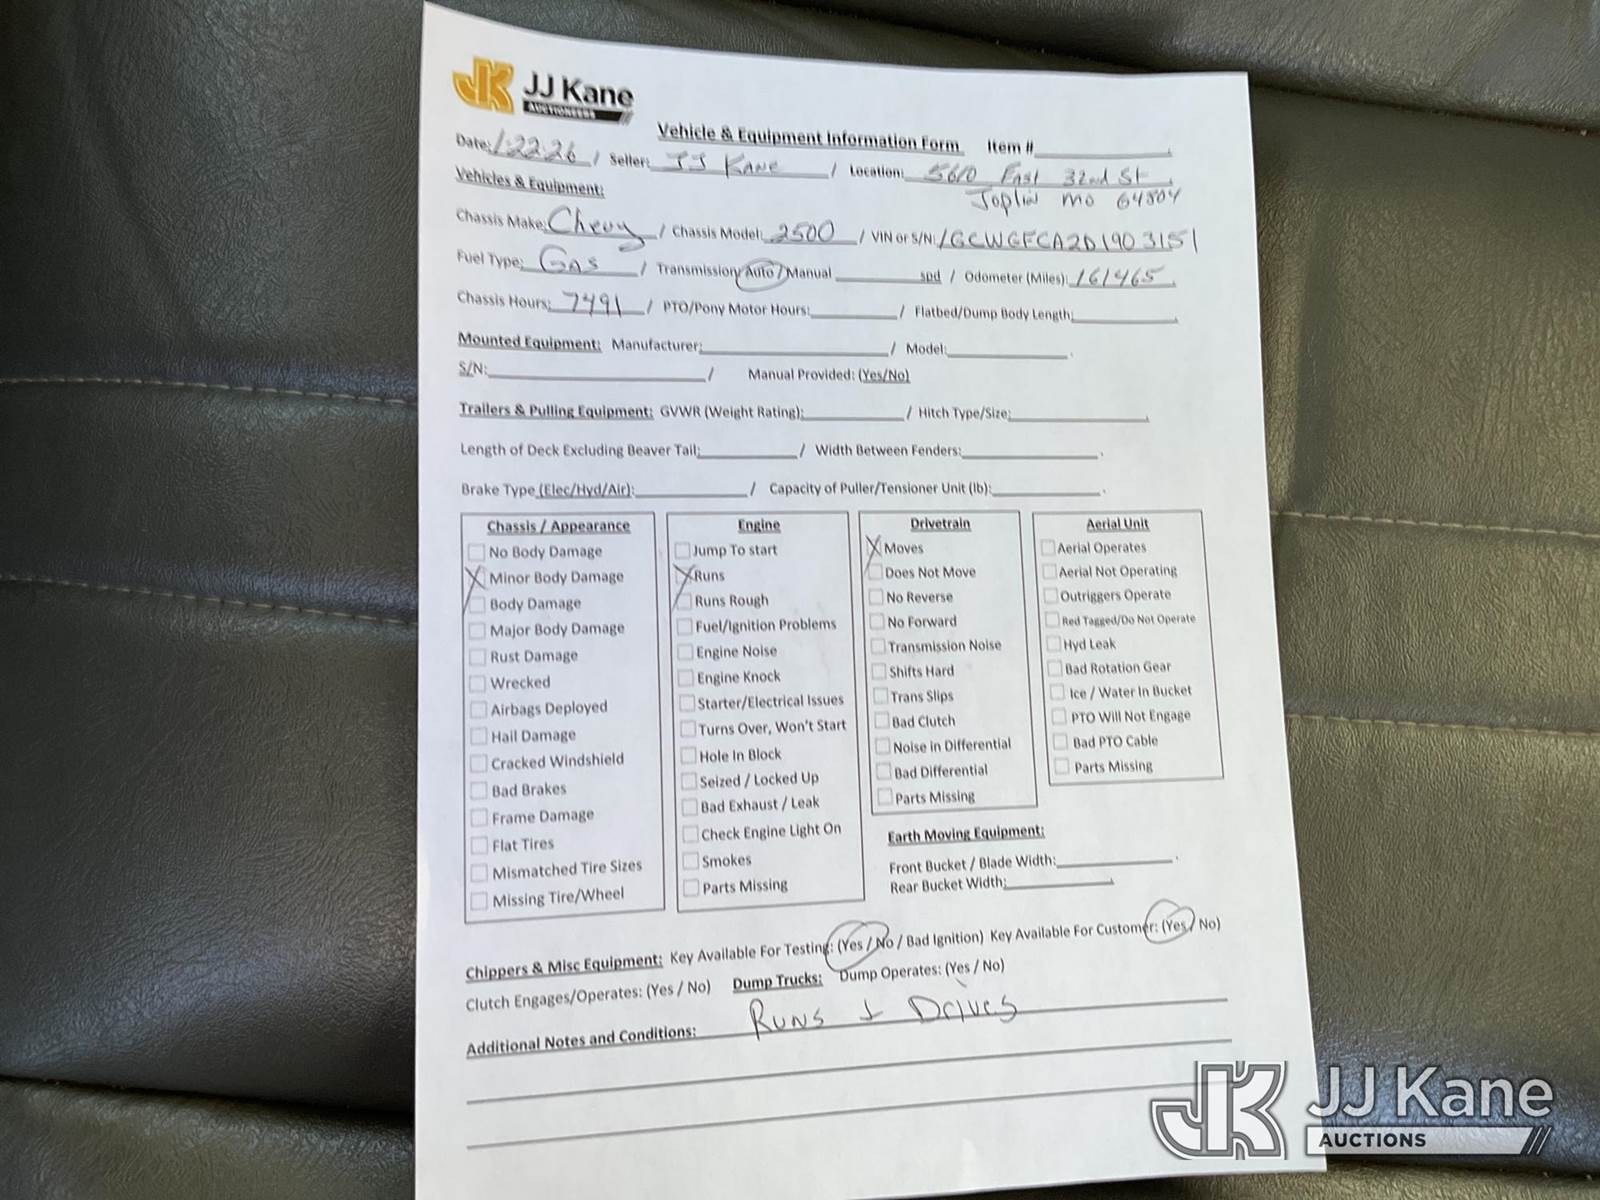 JJ Kane
AUCTIONEERS
Vehicle & Equipment Information Form Item #
Date: 1-22-26 / Seller: JJ Kane / Location: 5610 East 32nd St
Joplin Mo 64804
Vehicles & Equipment:
Chassis Make: Chevy / Chassis Model: 2500 / VIN or S/N: 1GCWGFCA2D1903151
Fuel Type: Gas / Transmission Auto / Manual spd / Odometer (Miles): 161465
Chassis Hours: 7491 / PTO/Pony Motor Hours: / Flatbed/Dump Body Length:
Mounted Equipment: Manufacturer: / Model: .
S/N: / Manual Provided: (Yes/No)
Trailers & Pulling Equipment: GVWR (Weight Rating): / Hitch Type/Size: .
Length of Deck Excluding Beaver Tail: / Width Between Fenders: .
Brake Type (Elec/Hyd/Air): / Capacity of Puller/Tensioner Unit (lb): .
Chassis / Appearance
No Body Damage
X Minor Body Damage
Body Damage
Major Body Damage
Rust Damage
Wrecked
Airbags Deployed
Hail Damage
Cracked Windshield
Bad Brakes
Frame Damage
Flat Tires
Mismatched Tire Sizes
Missing Tire/Wheel
Engine
Jump To start
X Runs
Runs Rough
Fuel/Ignition Problems
Engine Noise
Engine Knock
Starter/Electrical Issues
Turns Over, Won't Start
Hole In Block
Seized / Locked Up
Bad Exhaust / Leak
Check Engine Light On
Smokes
Parts Missing
Drivetrain
X Moves
Does Not Move
No Reverse
No Forward
Transmission Noise
Shifts Hard
Trans Slips
Bad Clutch
Noise in Differential
Bad Differential
Parts Missing
Aerial Unit
Aerial Operates
Aerial Not Operating
Outriggers Operate
Red Tagged/Do Not Operate
Hyd Leak
Bad Rotation Gear
Ice / Water In Bucket
PTO Will Not Engage
Bad PTO Cable
Parts Missing
Earth Moving Equipment:
Front Bucket / Blade Width: .
Rear Bucket Width: .
Chippers & Misc Equipment: Key Available For Testing: (Yes / No / Bad Ignition) Key Available For Customer: (Yes / No)
Clutch Engages/Operates: (Yes / No) Dump Trucks: Dump Operates: (Yes / No)
Additional Notes and Conditions: Runs & Drives
JJ Kane
AUCTIONS